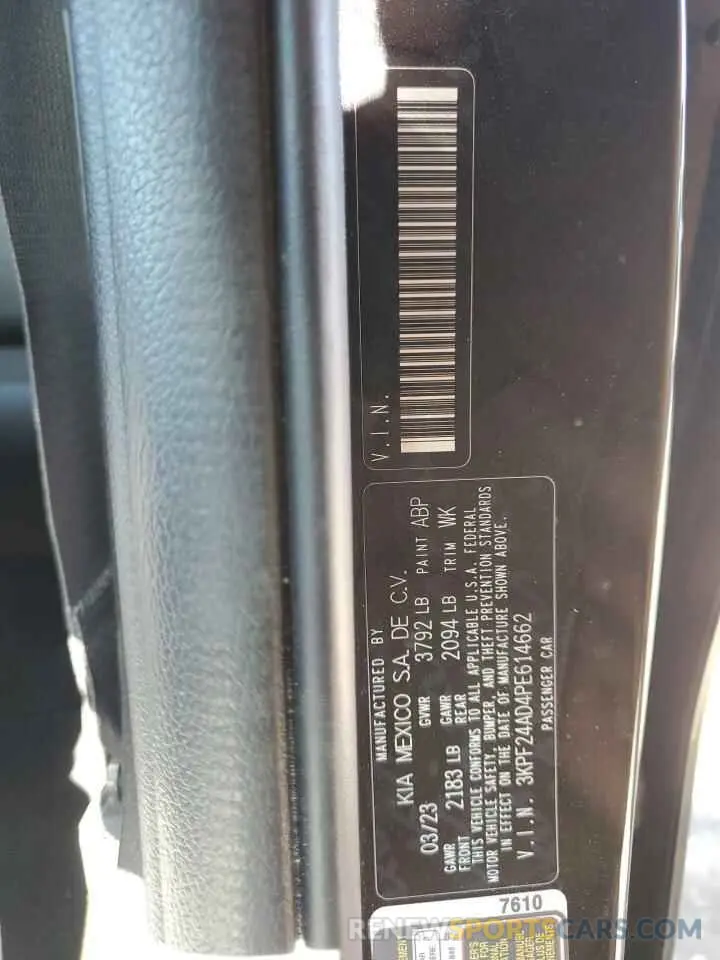 V.I.N.
MANUFACTURED BY
KIA MEXICO S.A. DE C.V.
03/23 GVWR 3792 LB PAINT ABP
GAWR FRONT 2183 LB GAWR REAR 2094 LB TRIM WK
THIS VEHICLE CONFORMS TO ALL APPLICABLE U.S.A. FEDERAL
MOTOR VEHICLE SAFETY, BUMPER, AND THEFT PREVENTION STANDARDS
IN EFFECT ON THE DATE OF MANUFACTURE SHOWN ABOVE.
V.I.N. 3KPF24AD4PE614662
PASSENGER CAR
7610
RENEWSPORTSCARS.COM